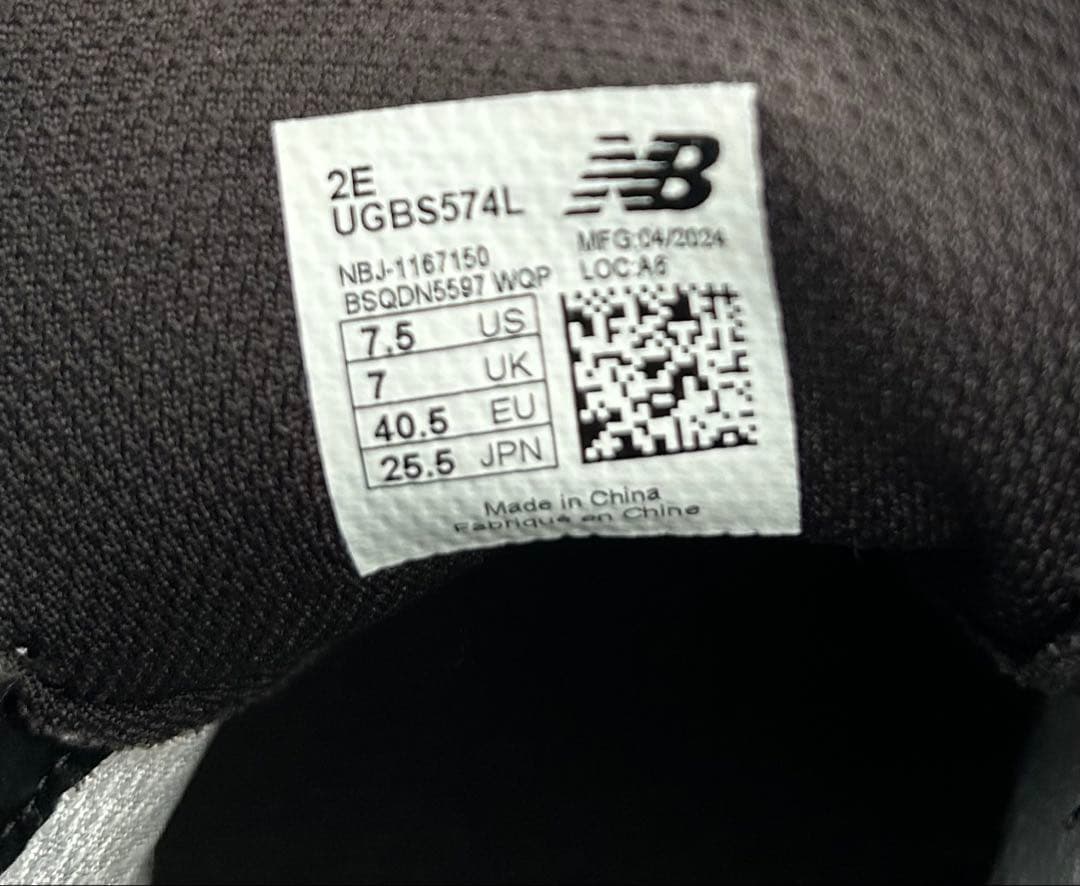 2E
UGBS574L
NB
MFG:04/2024
LOC:A6
NBJ-1167150
BSQDN5597 WQP
7.5 US
7 UK
40.5 EU
25.5 JPN
Made in China
Fabriqué en Chine